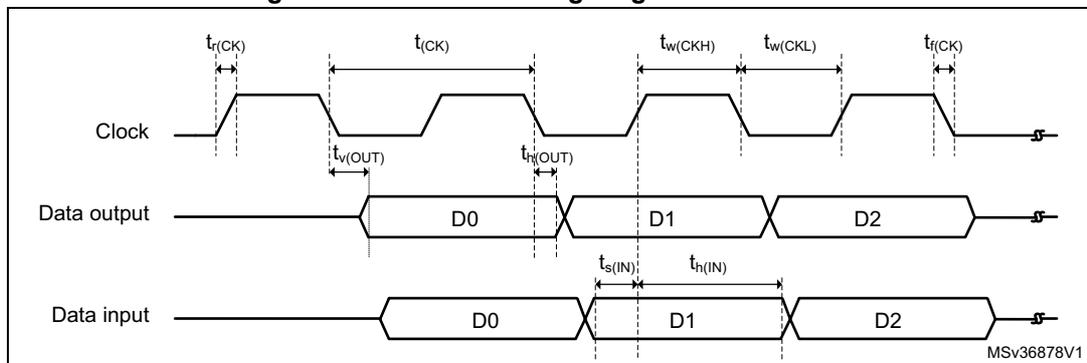 t_r(CK) t_(CK) t_w(CKH) t_w(CKL) t_f(CK)
Clock
t_v(OUT) t_h(OUT)
Data output D0 D1 D2
t_s(IN) t_h(IN)
Data input D0 D1 D2
MSv36878V1